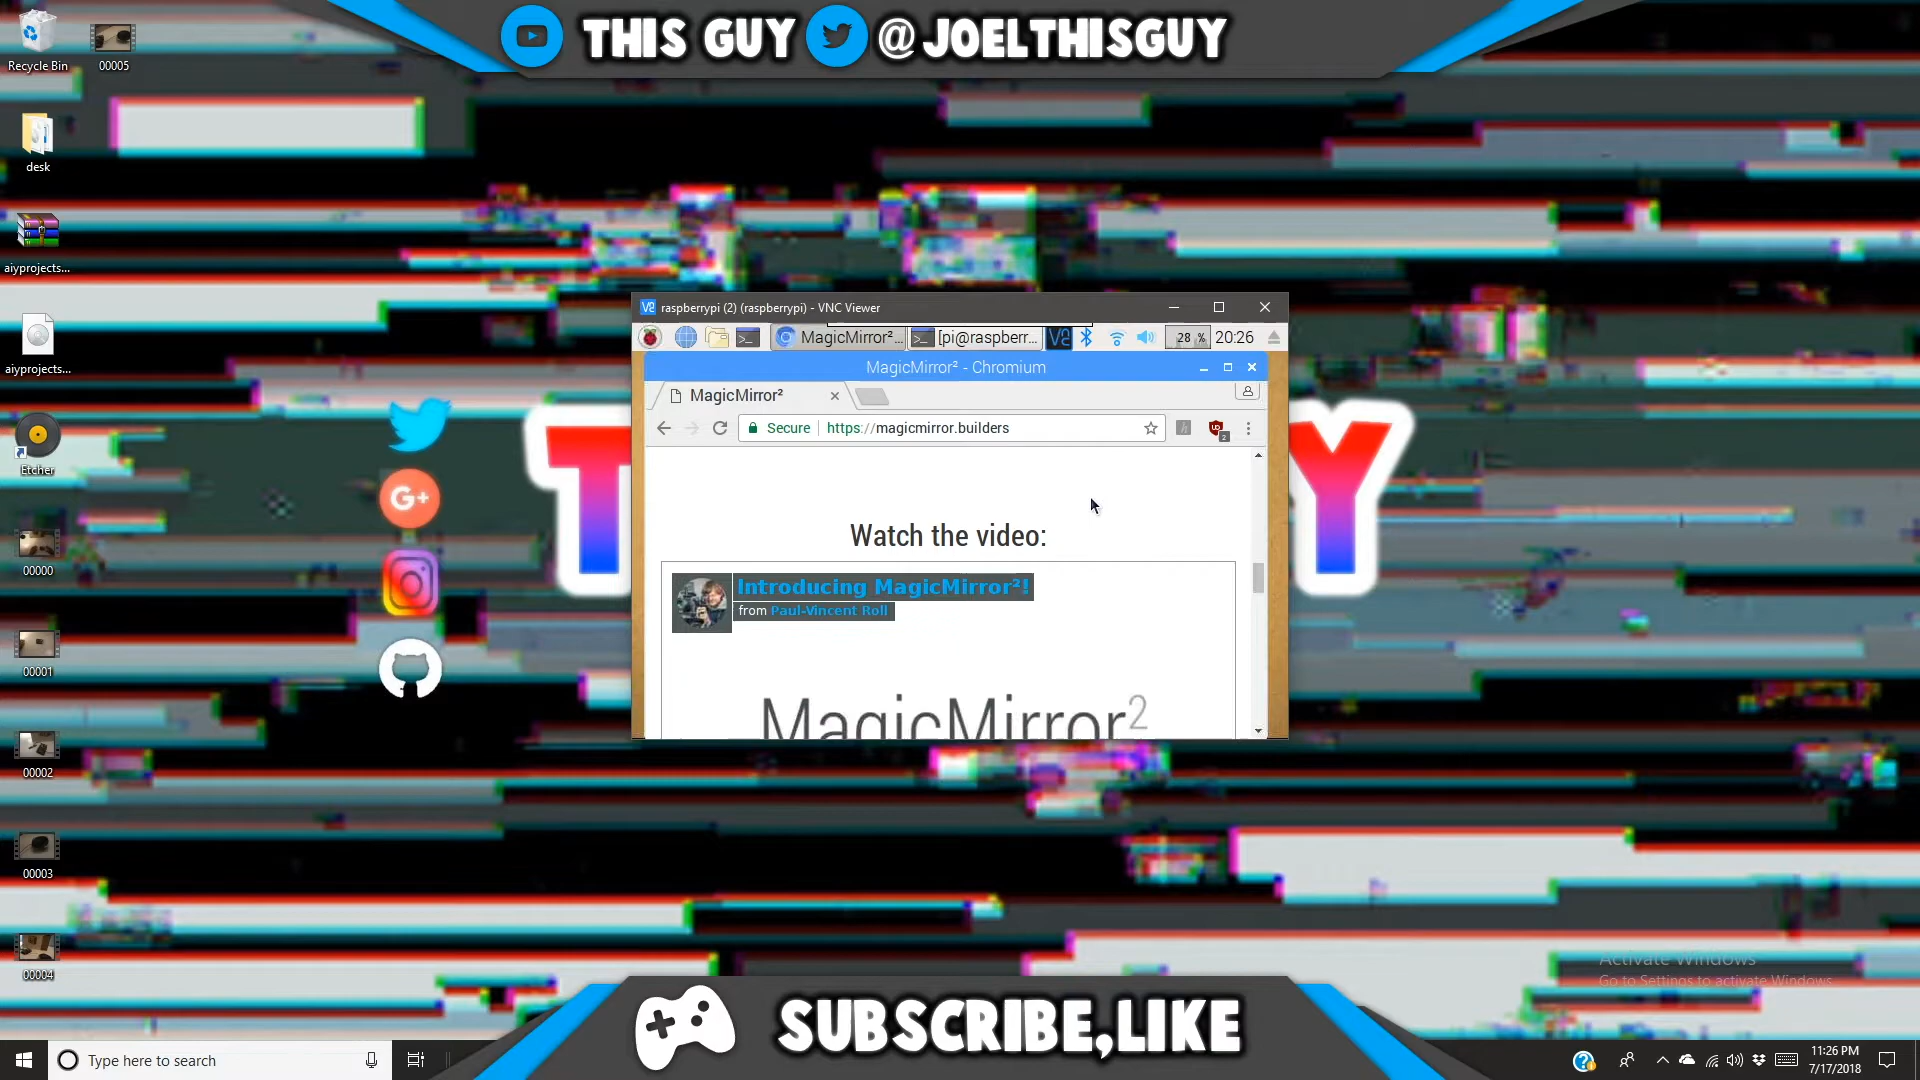 THIS GUY @JOELTHISGUY
Recycle Bin
00005
desk
aiyprojects...
aiyprojects...
Etcher
00000
00001
00002
00003
00004
G+
T Y
raspberrypi (2) (raspberrypi) - VNC Viewer
MagicMirror²...
[pi@raspberr...
28 %
20:26
MagicMirror² - Chromium
MagicMirror²
Secure
https://magicmirror.builders
2
Watch the video:
Introducing MagicMirror²!
from Paul-Vincent Roll
MagicMirror²
Activate Windows
Go to Settings to activate Windows.
SUBSCRIBE,LIKE
Type here to search
11:26 PM
7/17/2018